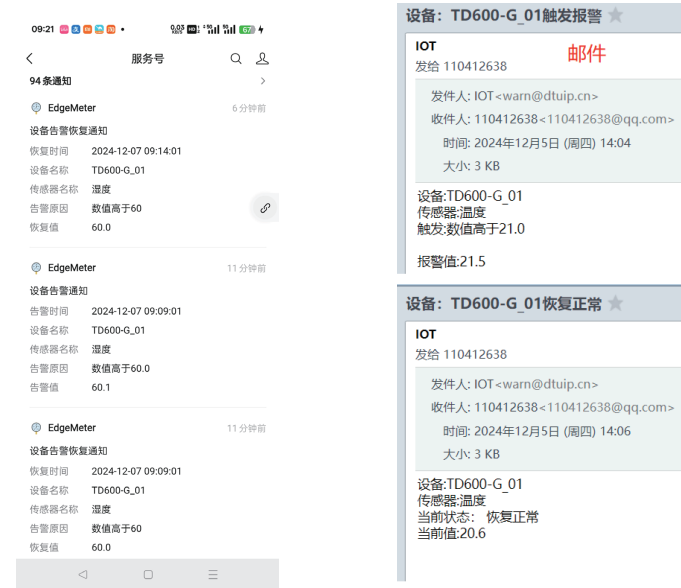 09:21
0.03 KB/s HD 5G 5G 67
服务号
94条通知
EdgeMeter
6分钟前
设备告警恢复通知
恢复时间 2024-12-07 09:14:01
设备名称 TD600-G_01
传感器名称 湿度
告警原因 数值高于60
恢复值 60.0
EdgeMeter
11分钟前
设备告警通知
告警时间 2024-12-07 09:09:01
设备名称 TD600-G_01
传感器名称 湿度
告警原因 数值高于60.0
告警值 60.1
EdgeMeter
11分钟前
设备告警恢复通知
恢复时间 2024-12-07 09:09:01
设备名称 TD600-G_01
传感器名称 湿度
告警原因 数值高于60
恢复值 60.0
设备：TD600-G_01触发报警
IOT
邮件
发给 110412638
发件人: IOT<warn@dtuip.cn>
收件人: 110412638<110412638@qq.com>
时间: 2024年12月5日 (周四) 14:04
大小: 3 KB
设备:TD600-G_01
传感器:温度
触发:数值高于21.0
报警值:21.5
设备：TD600-G_01恢复正常
IOT
发给 110412638
发件人: IOT<warn@dtuip.cn>
收件人: 110412638<110412638@qq.com>
时间: 2024年12月5日 (周四) 14:06
大小: 3 KB
设备:TD600-G_01
传感器:温度
当前状态： 恢复正常
当前值:20.6